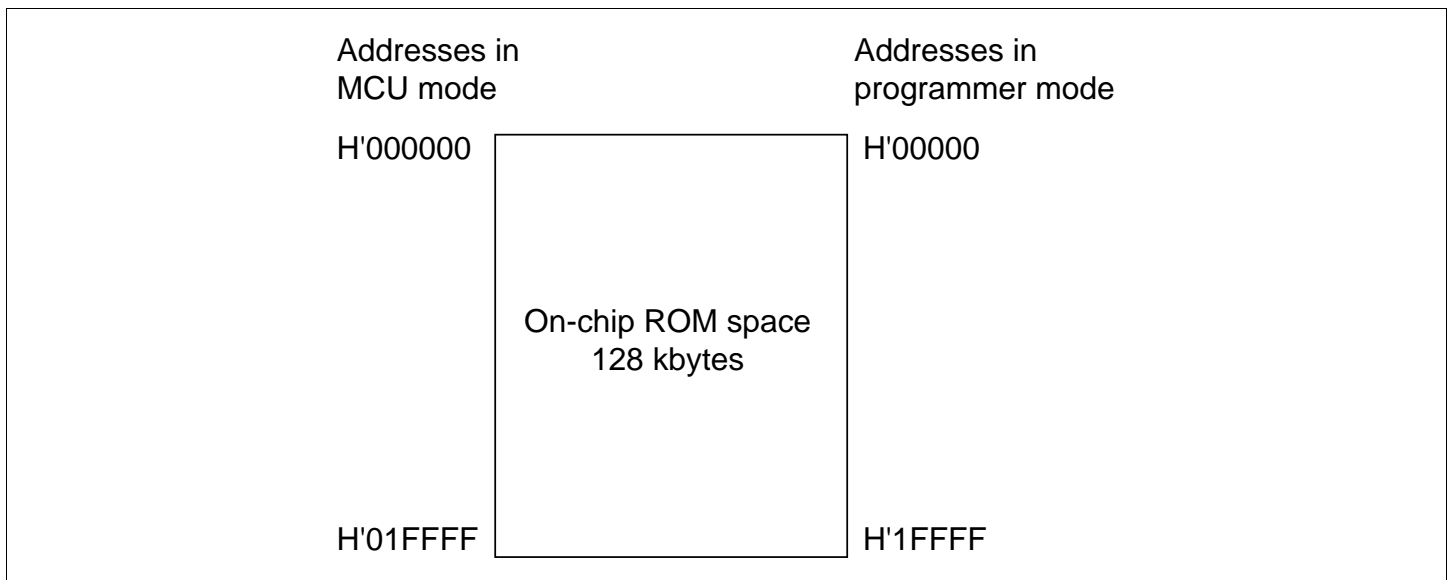 Addresses in
MCU mode
Addresses in
programmer mode
H'000000
H'00000
On-chip ROM space
128 kbytes
H'01FFFF
H'1FFFF